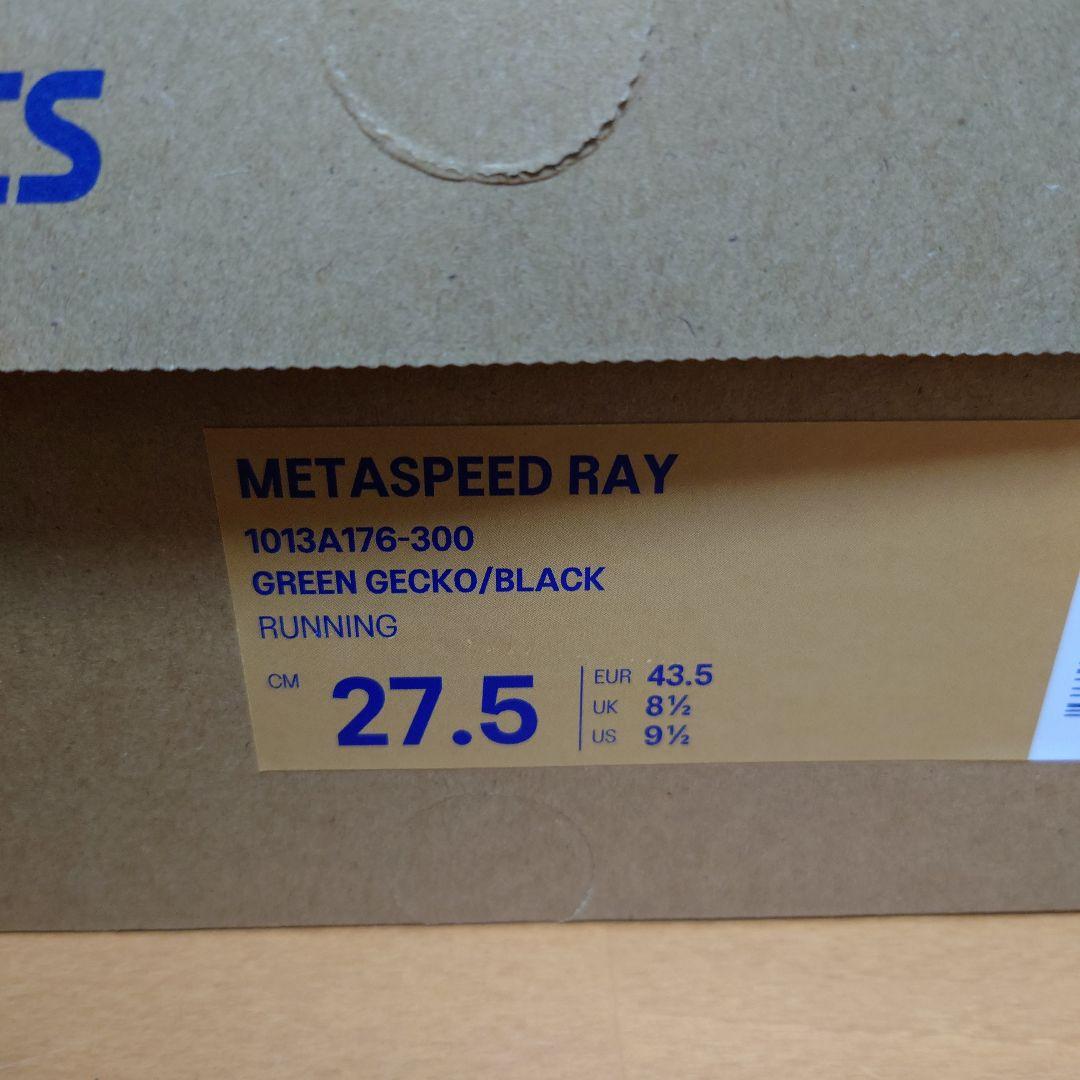 CS
METASPEED RAY
1013A176-300
GREEN GECKO/BLACK
RUNNING
CM 27.5
EUR 43.5
UK 8½
US 9½